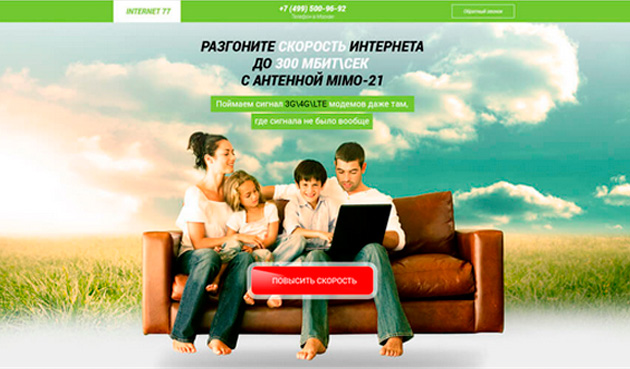 INTERNET 77
+7 (499) 500-96-92
Телефон в Москве
Обратный звонок
РАЗГОНИТЕ СКОРОСТЬ ИНТЕРНЕТА
ДО 300 МБИТ\СЕК
С АНТЕННОЙ MIMO-21
Поймаем сигнал 3G\4G\LTE модемов даже там,
где сигнала не было вообще
ПОВЫСИТЬ СКОРОСТЬ